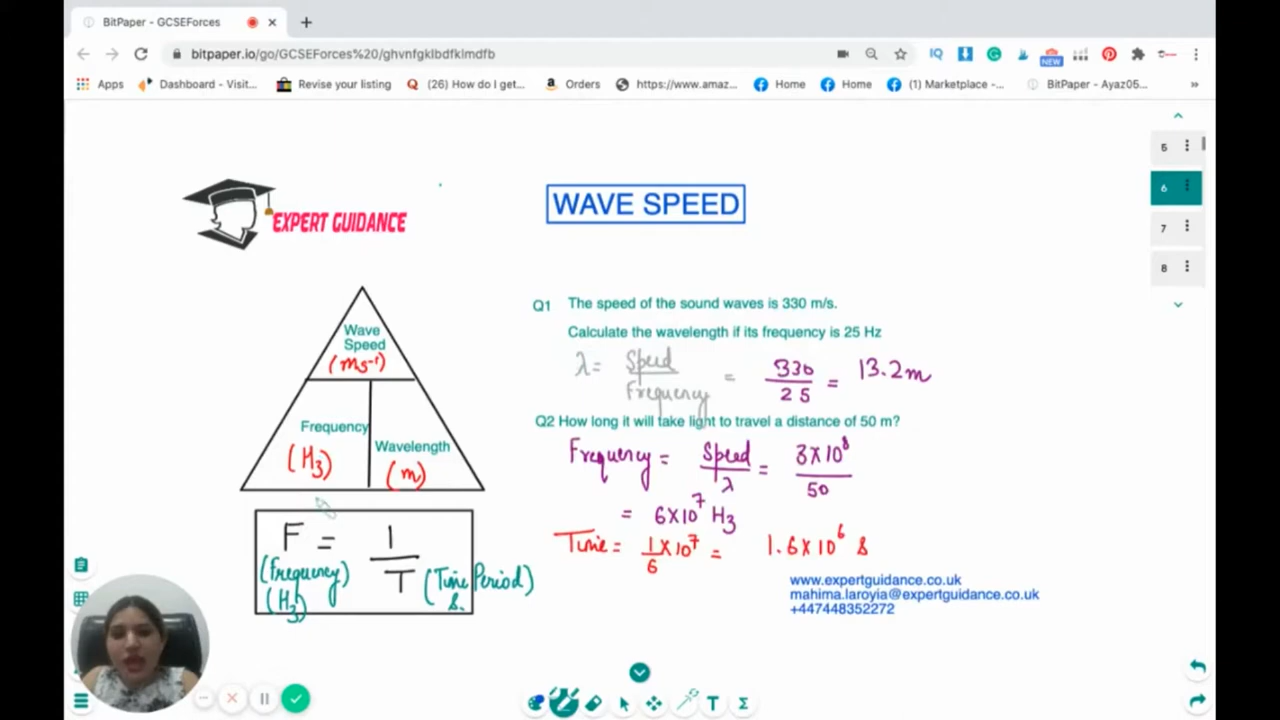 BitPaper - GCSEForces
bitpaper.io/go/GCSEForces%20/ghvnfgklbdfklmdfb
IQ
NEW
Apps
Dashboard - Visit...
Revise your listing
(26) How do I get...
Orders
https://www.amaz...
Home
Home
(1) Marketplace -...
BitPaper - Ayaz05...
»
5
6
7
8
EXPERT GUIDANCE
WAVE SPEED
Wave
Speed
(ms⁻¹)
Frequency
(Hz)
Wavelength
(m)
F = 1/T
(Frequency)
(Hz)
(Time Period)
s.
Q1 The speed of the sound waves is 330 m/s.
Calculate the wavelength if its frequency is 25 Hz
λ = Speed/Frequency = 330/25 = 13.2m
Q2 How long it will take light to travel a distance of 50 m?
Frequency = Speed/λ = 3×10⁸/50
= 6×10⁷ Hz
Time = 1/6×10⁷ = 1.6×10⁶ s
www.expertguidance.co.uk
mahima.laroyia@expertguidance.co.uk
+447448352272
T
Σ